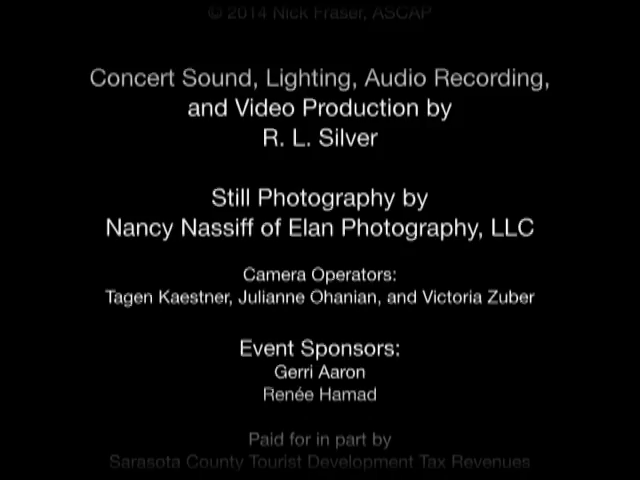 © 2014 Nick Fraser, ASCAP
Concert Sound, Lighting, Audio Recording,
and Video Production by
R. L. Silver
Still Photography by
Nancy Nassiff of Elan Photography, LLC
Camera Operators:
Tagen Kaestner, Julianne Ohanian, and Victoria Zuber
Event Sponsors:
Gerri Aaron
Renée Hamad
Paid for in part by
Sarasota County Tourist Development Tax Revenues